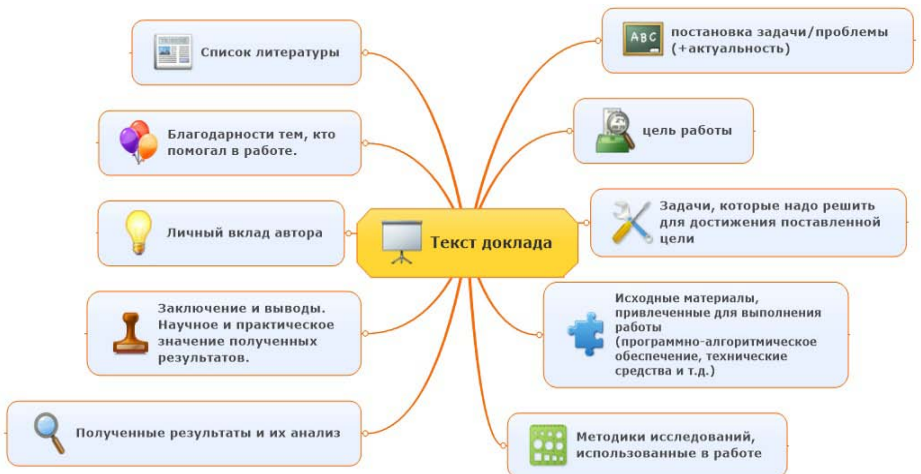 Текст доклада
постановка задачи/проблемы
(+актуальность)
цель работы
Задачи, которые надо решить
для достижения поставленной
цели
Исходные материалы,
привлеченные для выполнения
работы
(программно-алгоритмическое
обеспечение, технические
средства и т.д.)
Методики исследований,
использованные в работе
Полученные результаты и их анализ
Заключение и выводы.
Научное и практическое
значение полученных
результатов.
Личный вклад автора
Благодарности тем, кто
помогал в работе.
Список литературы
ABC